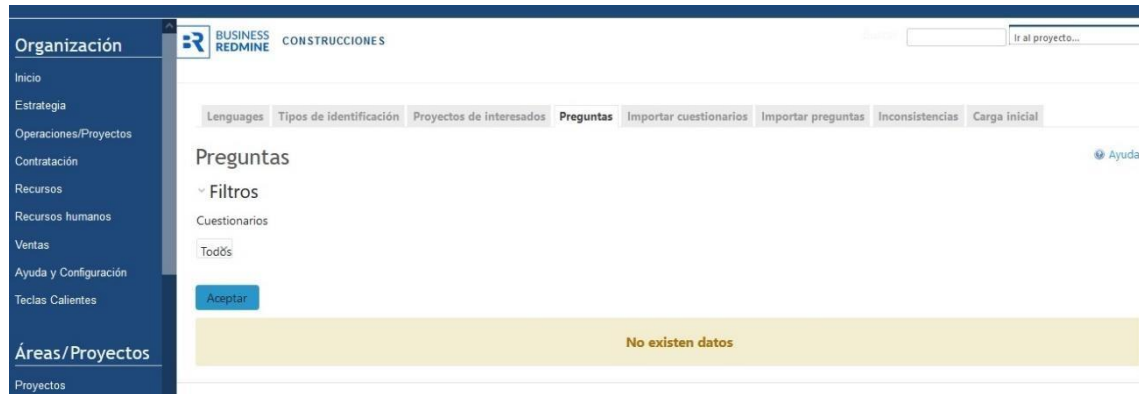 Organización
Inicio
Estrategia
Operaciones/Proyectos
Contratación
Recursos
Recursos humanos
Ventas
Ayuda y Configuración
Teclas Calientes
Áreas/Proyectos
Proyectos
BUSINESS
REDMINE
CONSTRUCCIONES
Ir al proyecto...
Lenguages Tipos de identificación Proyectos de interesados Preguntas Importar cuestionarios Importar preguntas Inconsistencias Carga inicial
Preguntas
Ayuda
Filtros
Cuestionarios
Todos
Aceptar
No existen datos